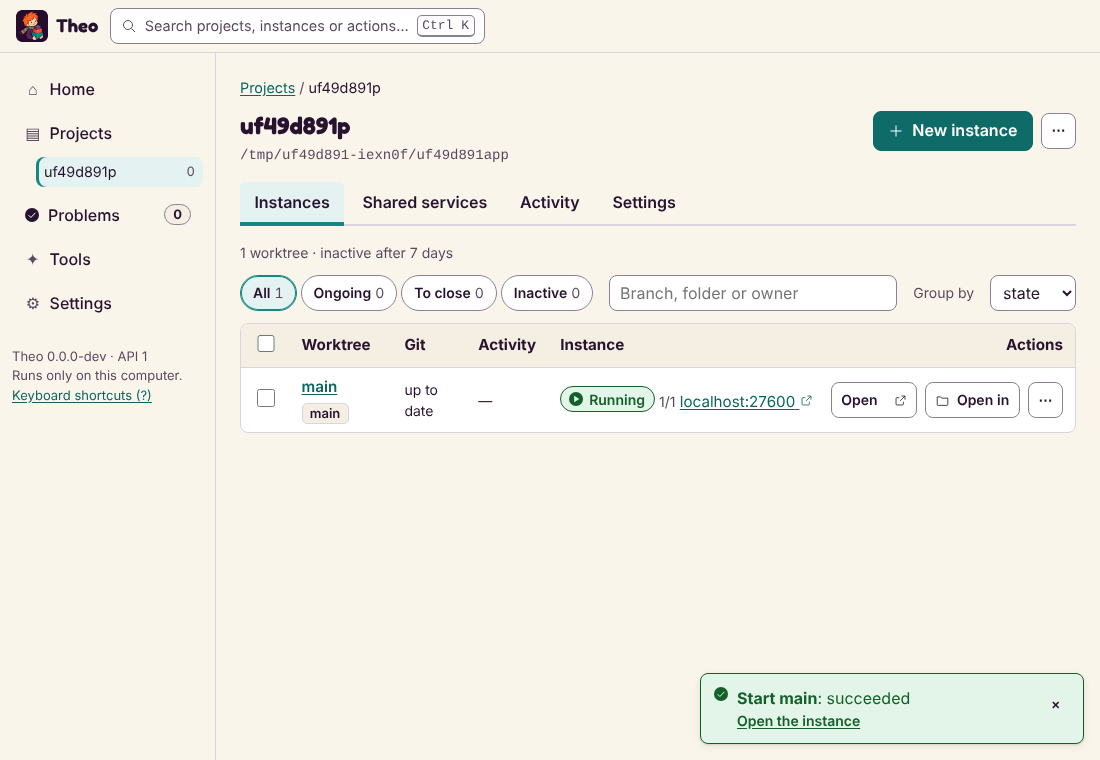 Theo
Search projects, instances or actions... Ctrl K
Home
Projects
uf49d891p 0
Problems 0
Tools
Settings
Theo 0.0.0-dev · API 1
Runs only on this computer.
Keyboard shortcuts (?)
Projects / uf49d891p
uf49d891p
/tmp/uf49d891-iexn0f/uf49d891app
+ New instance
...
Instances Shared services Activity Settings
1 worktree · inactive after 7 days
All 1 Ongoing 0 To close 0 Inactive 0 Branch, folder or owner Group by state
Worktree Git Activity Instance Actions
main
main
up to
date
—
Running 1/1 localhost:27600 Open Open in ...
Start main: succeeded
Open the instance
×